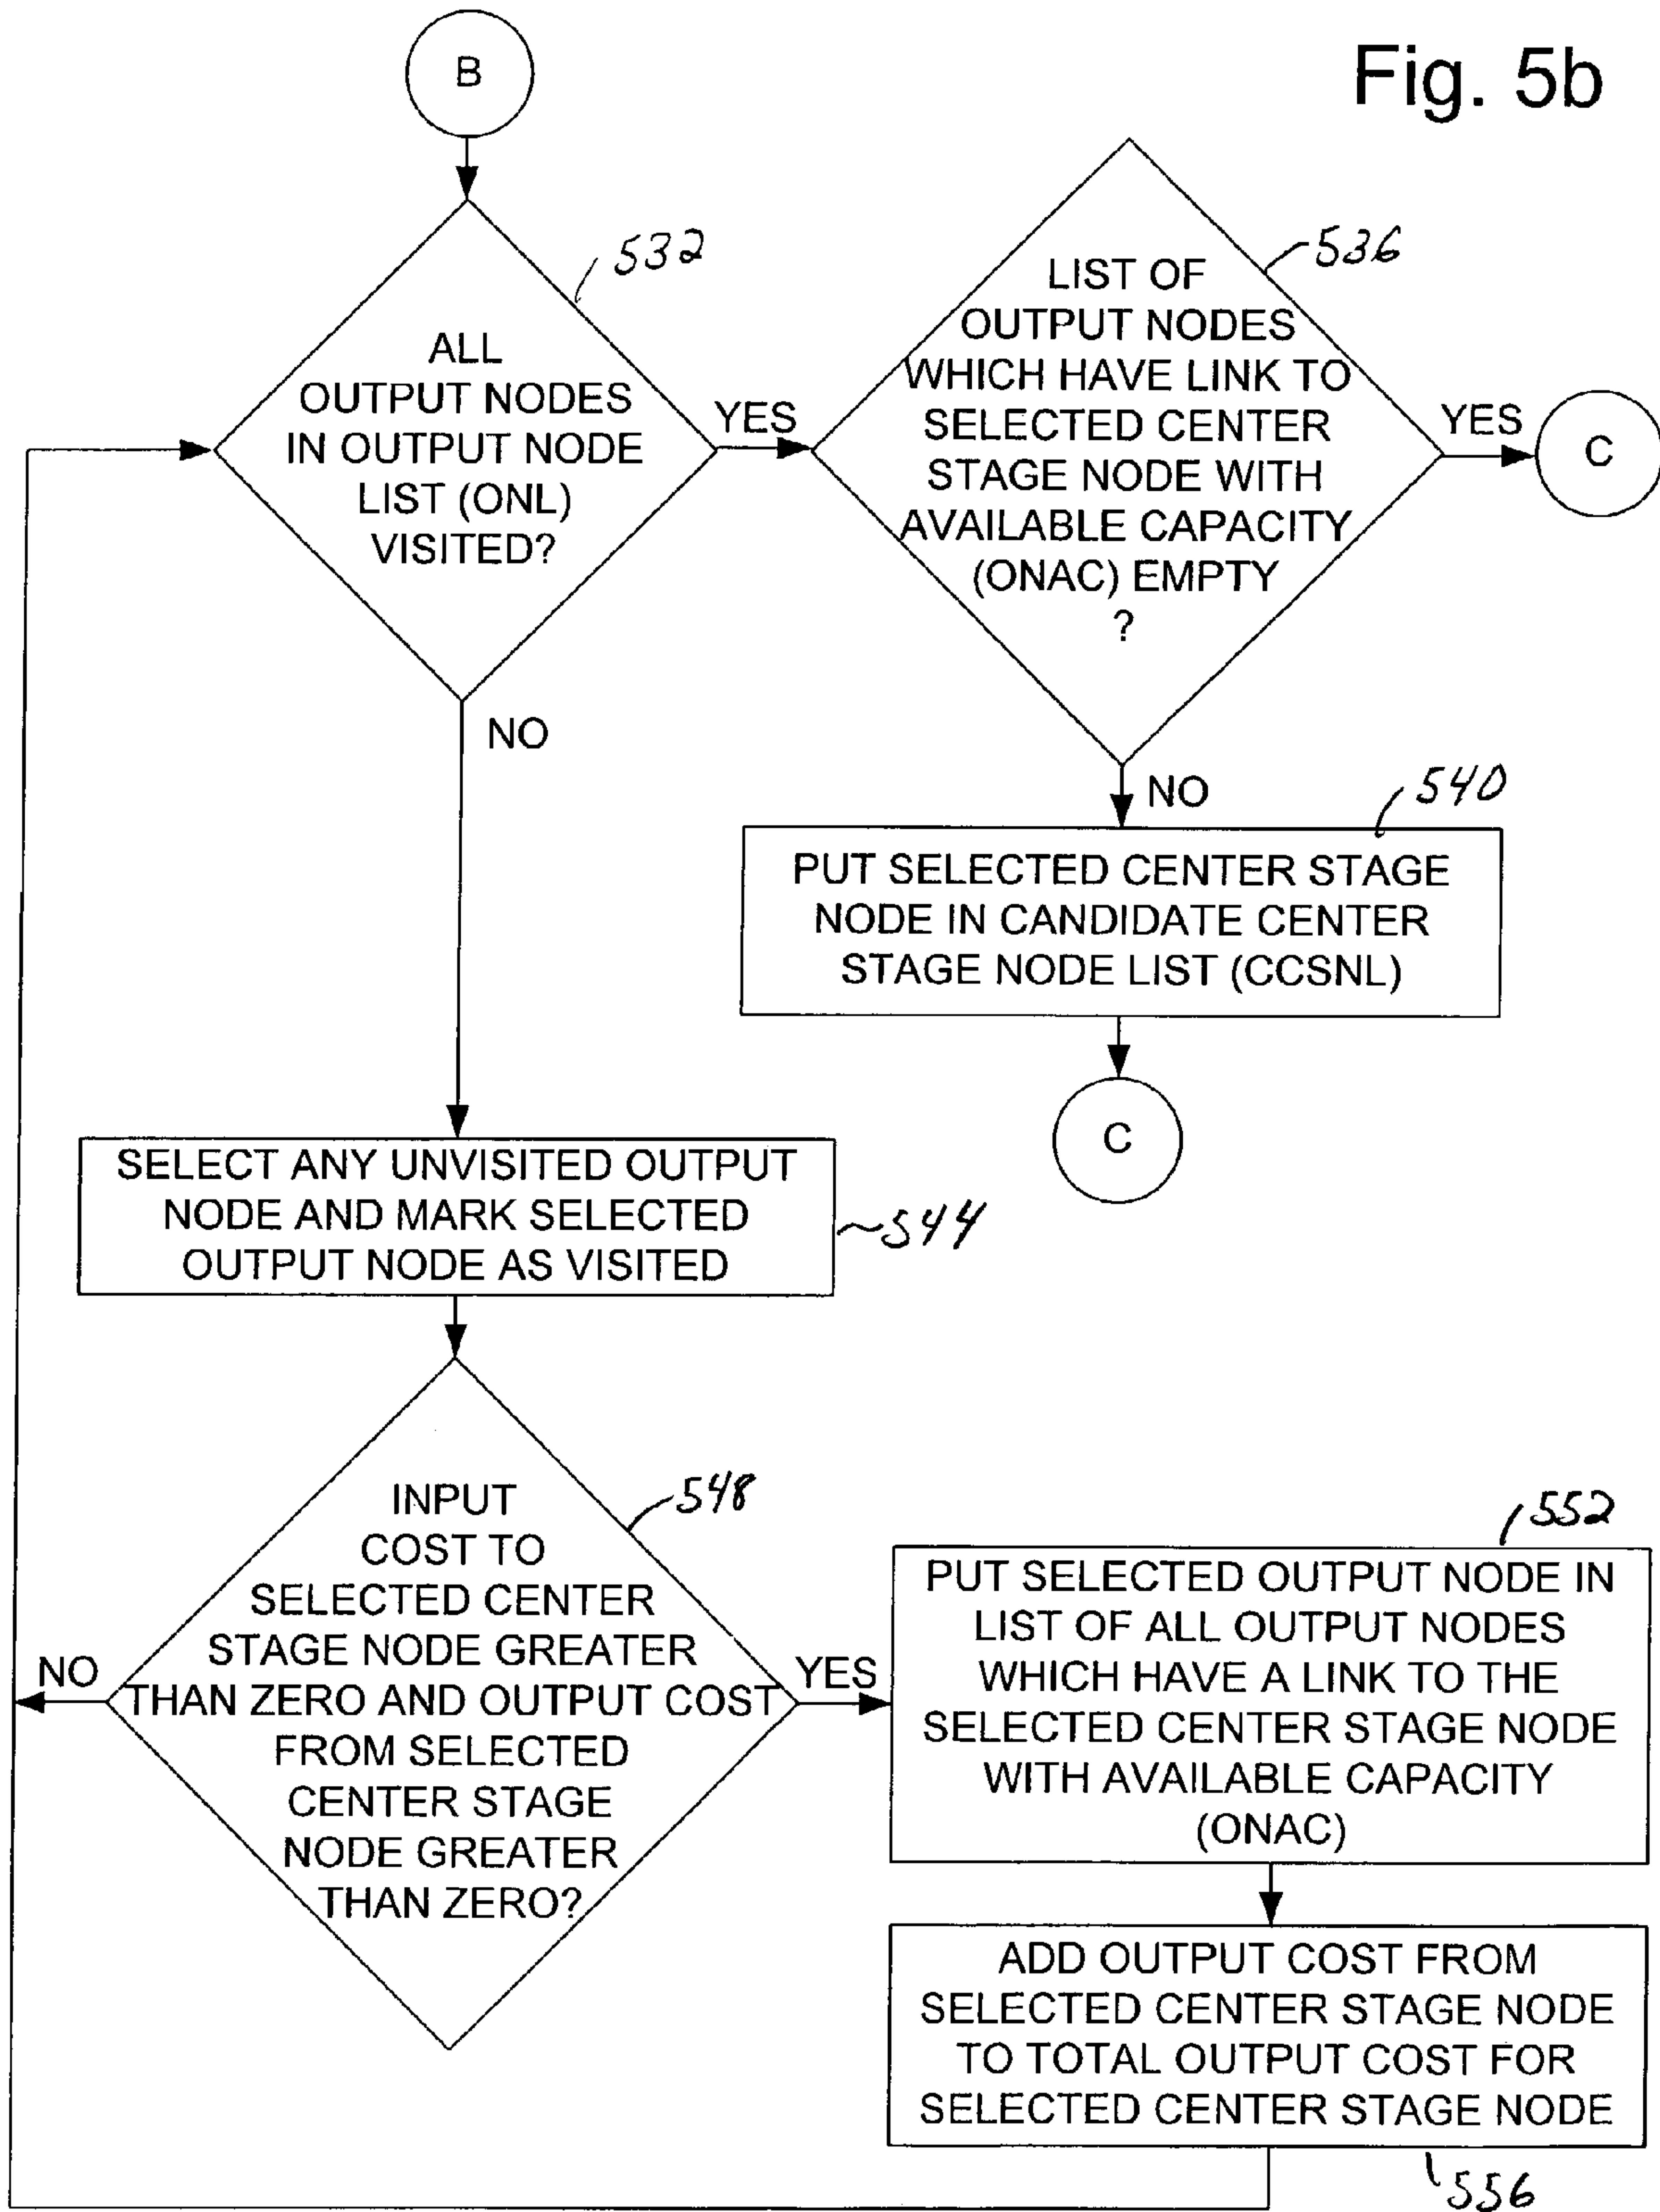 Fig. 5b
B
532
ALL
OUTPUT NODES
IN OUTPUT NODE
LIST (ONL)
VISITED?
YES
NO
536
LIST OF
OUTPUT NODES
WHICH HAVE LINK TO
SELECTED CENTER
STAGE NODE WITH
AVAILABLE CAPACITY
(ONAC) EMPTY
?
YES
C
NO
540
PUT SELECTED CENTER STAGE
NODE IN CANDIDATE CENTER
STAGE NODE LIST (CCSNL)
C
SELECT ANY UNVISITED OUTPUT
NODE AND MARK SELECTED
OUTPUT NODE AS VISITED
544
548
INPUT
COST TO
SELECTED CENTER
STAGE NODE GREATER
THAN ZERO AND OUTPUT COST
FROM SELECTED
CENTER STAGE
NODE GREATER
THAN ZERO?
NO
YES
552
PUT SELECTED OUTPUT NODE IN
LIST OF ALL OUTPUT NODES
WHICH HAVE A LINK TO THE
SELECTED CENTER STAGE NODE
WITH AVAILABLE CAPACITY
(ONAC)
ADD OUTPUT COST FROM
SELECTED CENTER STAGE NODE
TO TOTAL OUTPUT COST FOR
SELECTED CENTER STAGE NODE
556